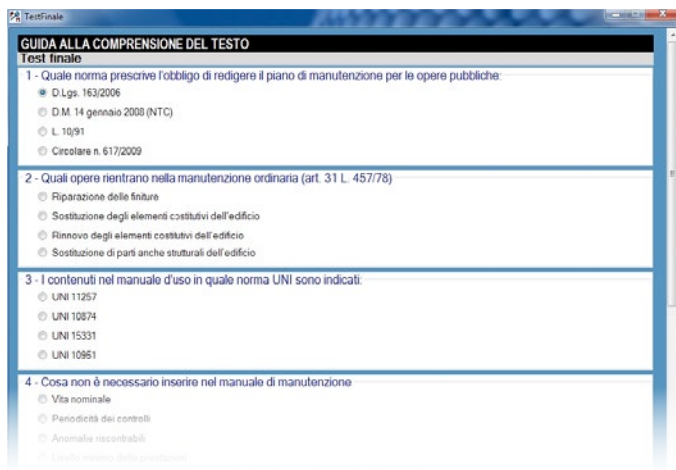 TestFinale
GUIDA ALLA COMPRENSIONE DEL TESTO
Test finale
1 - Quale norma prescrive l'obbligo di redigere il piano di manutenzione per le opere pubbliche:
D.Lgs. 163/2006
D.M. 14 gennaio 2008 (NTC)
L. 10/91
Circolare n. 617/2009
2 - Quali opere rientrano nella manutenzione ordinaria (art. 31 L. 457/78)
Riparazione delle finiture
Sostituzione degli elementi costitutivi dell'edificio
Rinnovo degli elementi costitutivi dell'edificio
Sostituzione di parti anche strutturali dell'edificio
3 - I contenuti nel manuale d'uso in quale norma UNI sono indicati:
UNI 11257
UNI 10874
UNI 15331
UNI 10951
4 - Cosa non è necessario inserire nel manuale di manutenzione
Vita nominale
Periodicità dei controlli
Anomalie riscontrabili
Livello minimo delle prestazioni